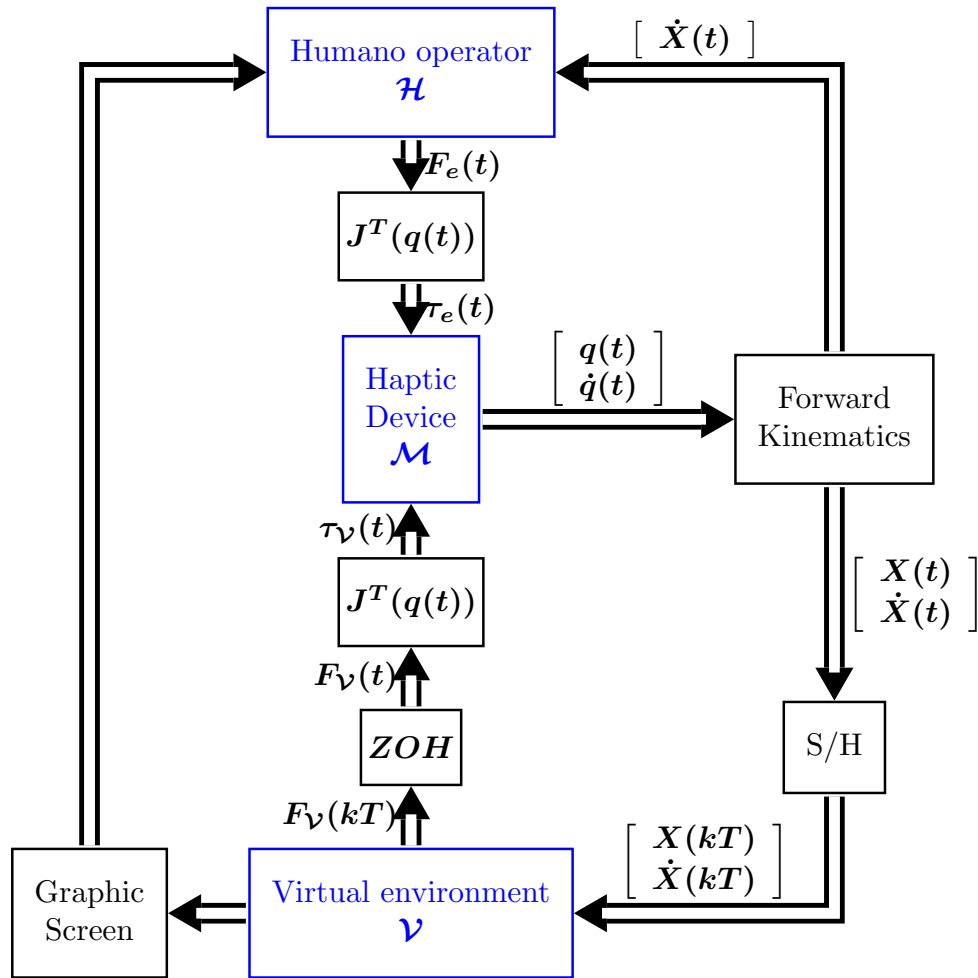 Humano operator
𝓗
[ Ẋ(t) ]
F_e(t)
J^T(q(t))
τ_e(t)
Haptic
Device
𝓜
[ q(t)
q̇(t) ]
Forward
Kinematics
τ_𝓥(t)
J^T(q(t))
[ X(t)
Ẋ(t) ]
F_𝓥(t)
ZOH
S/H
F_𝓥(kT)
[ X(kT)
Ẋ(kT) ]
Graphic
Screen
Virtual environment
𝓥